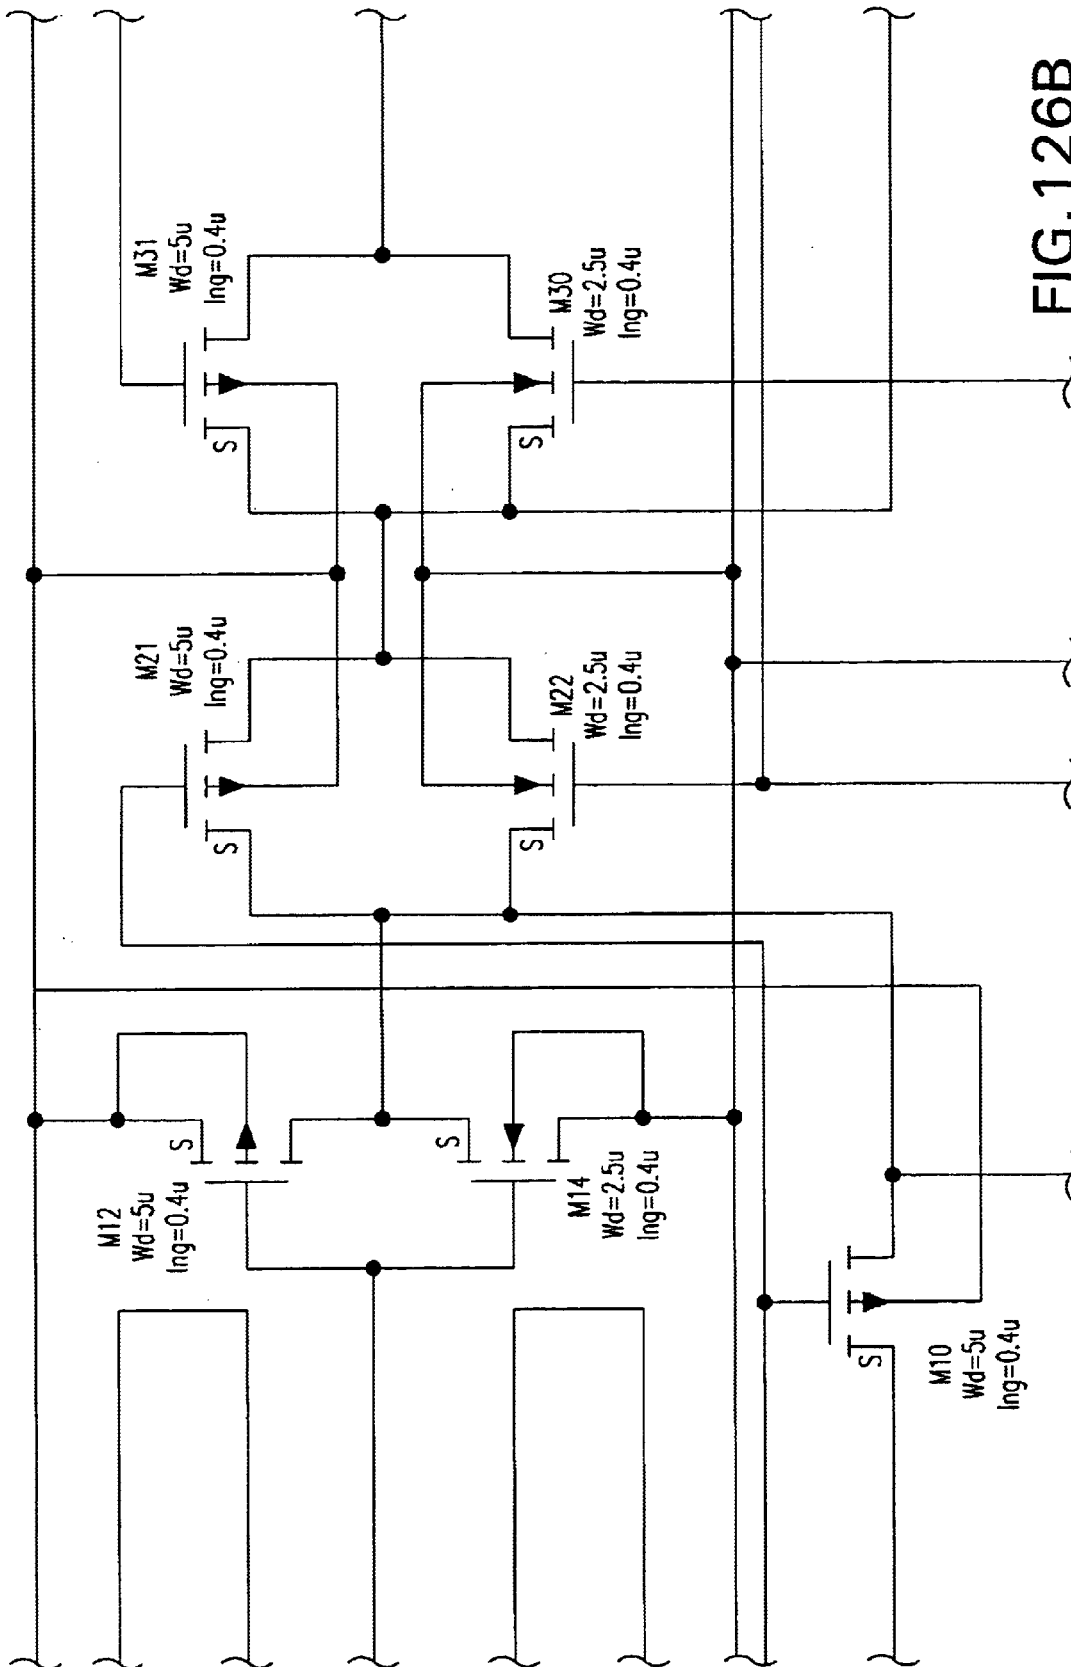 M31
Wd=5u
lng=0.4u
S
M30
Wd=2.5u
lng=0.4u
S
M21
Wd=5u
lng=0.4u
S
M22
Wd=2.5u
lng=0.4u
S
M12
Wd=5u
lng=0.4u
S
M14
Wd=2.5u
lng=0.4u
S
M10
Wd=5u
lng=0.4u
S
FIG.126B